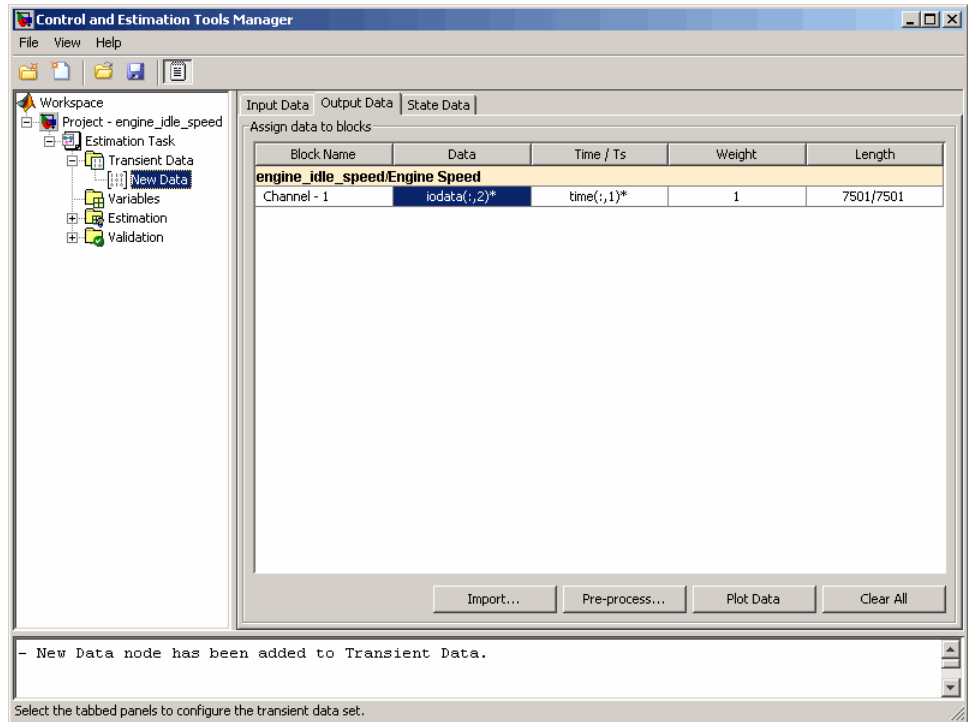 Control and Estimation Tools Manager
File View Help
Workspace
Project - engine_idle_speed
Estimation Task
Transient Data
New Data
Variables
Estimation
Validation
Input Data Output Data State Data
Assign data to blocks
Block Name Data Time / Ts Weight Length
engine_idle_speed/Engine Speed
Channel - 1 iodata(:,2)* time(:,1)* 1 7501/7501
Import... Pre-process... Plot Data Clear All
- New Data node has been added to Transient Data.
Select the tabbed panels to configure the transient data set.